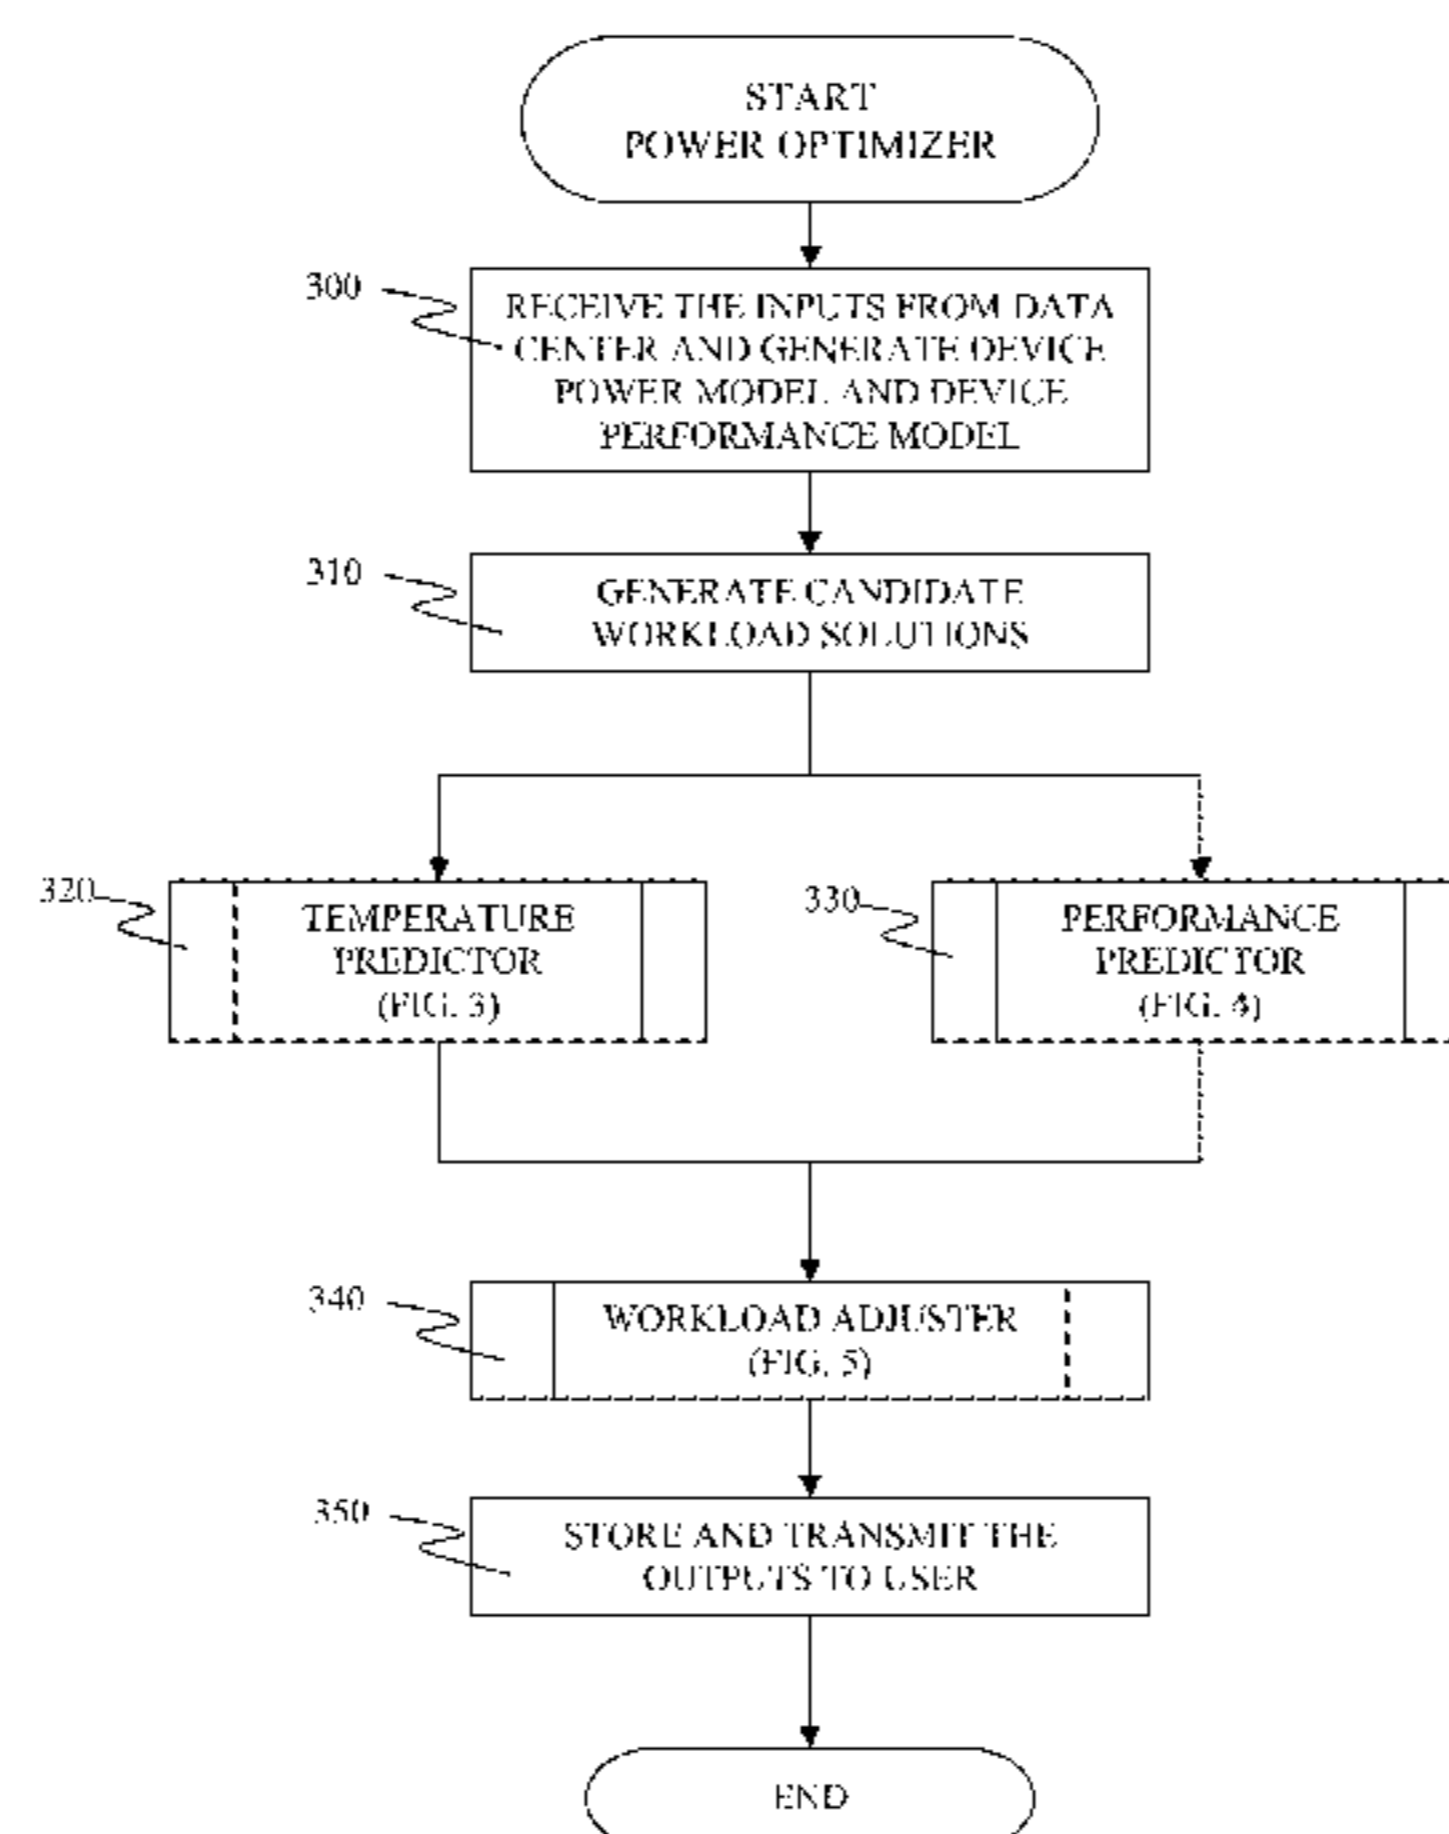 START
POWER OPTIMIZER
300
RECEIVE THE INPUTS FROM DATA
CENTER AND GENERATE DEVICE
POWER MODEL AND DEVICE
PERFORMANCE MODEL
310
GENERATE CANDIDATE
WORKLOAD SOLUTIONS
320
TEMPERATURE
PREDICTOR
(FIG. 3)
330
PERFORMANCE
PREDICTOR
(FIG. 4)
340
WORKLOAD ADJUSTER
(FIG. 5)
350
STORE AND TRANSMIT THE
OUTPUTS TO USER
END